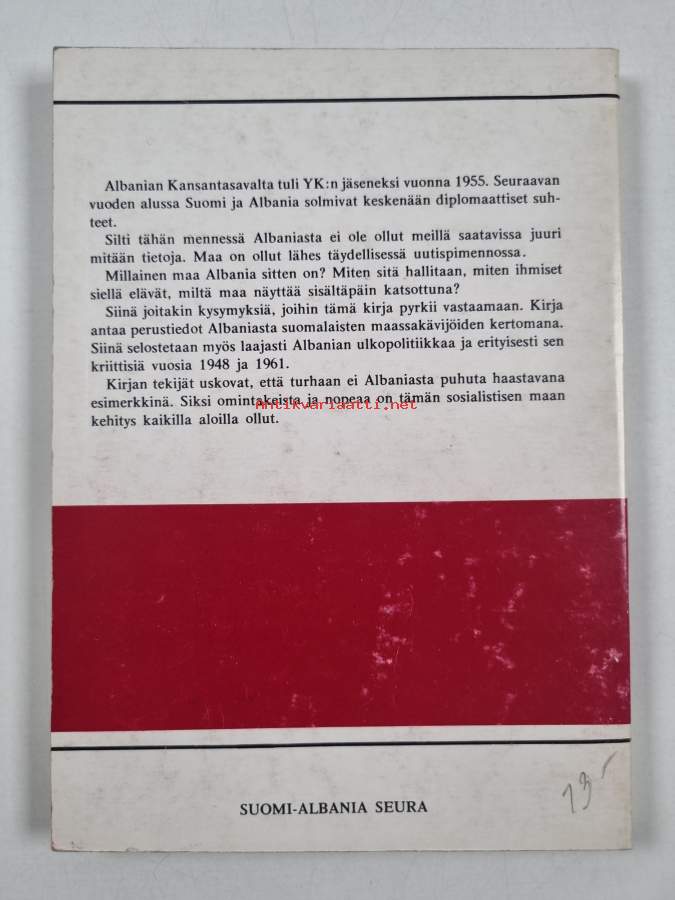 Albanian Kansantasavalta tuli YK:n jäseneksi vuonna 1955. Seuraavan
vuoden alussa Suomi ja Albania solmivat keskenään diplomaattiset suh-
teet.
Silti tähän mennessä Albaniasta ei ole ollut meillä saatavissa juuri
mitään tietoja. Maa on ollut lähes täydellisessä uutispimennossa.
Millainen maa Albania sitten on? Miten sitä hallitaan, miten ihmiset
siellä elävät, miltä maa näyttää sisältäpäin katsottuna?
Siinä joitakin kysymyksiä, joihin tämä kirja pyrkii vastaamaan. Kirja
antaa perustiedot Albaniasta suomalaisten maassakävijöiden kertomana.
Siinä selostetaan myös laajasti Albanian ulkopolitiikkaa ja erityisesti sen
kriittisiä vuosia 1948 ja 1961.
Kirjan tekijät uskovat, että turhaan ei Albaniasta puhuta haastavana
esimerkkinä. Siksi omintakeista ja nopeaa on tämän sosialistisen maan
kehitys kaikilla aloilla ollut.
Antikvariaatti.net
SUOMI-ALBANIA SEURA